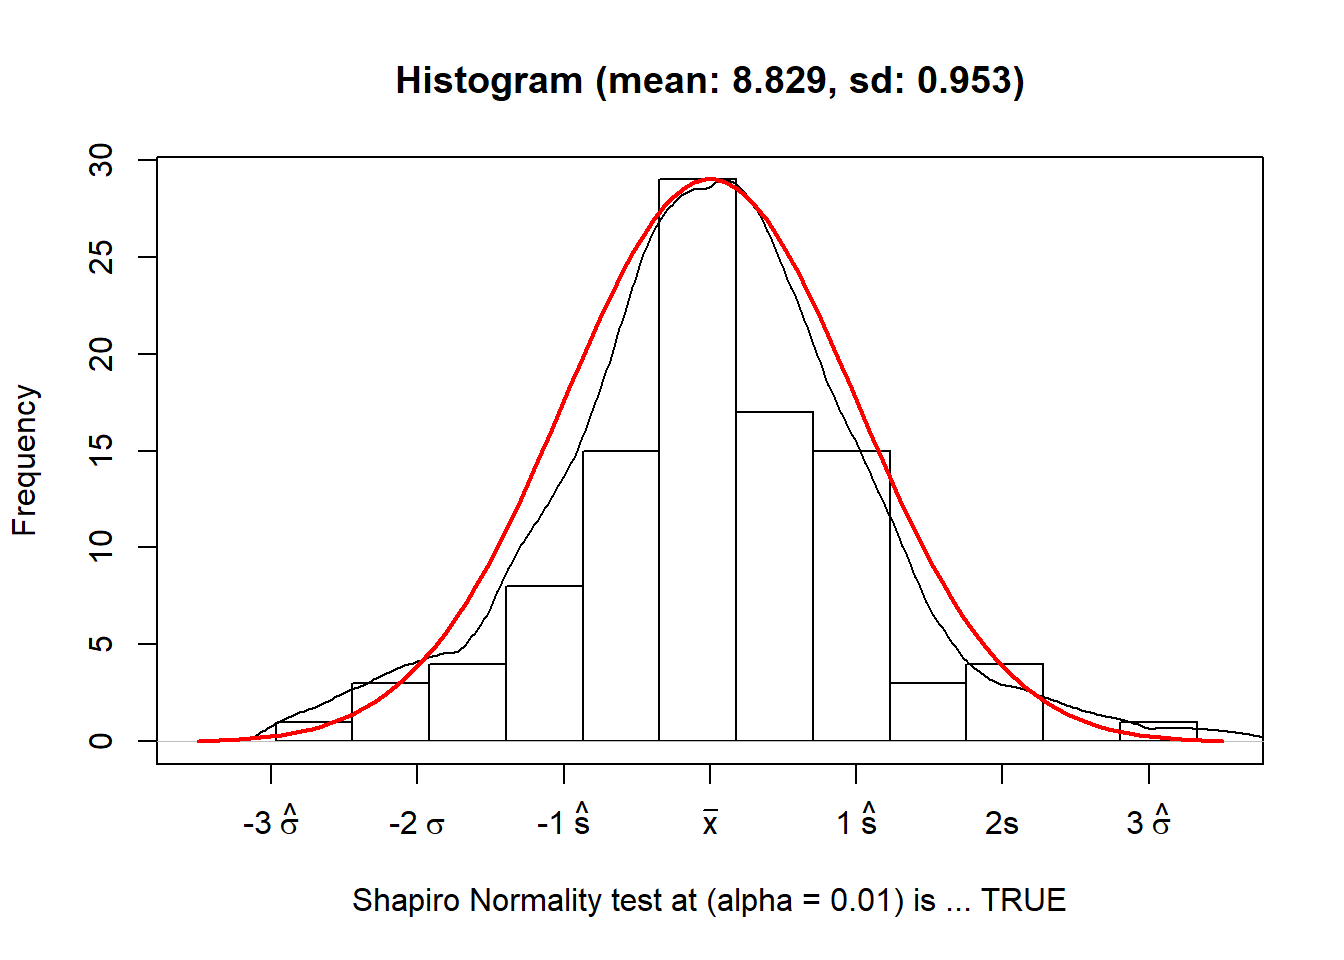 Histogram (mean: 8.829, sd: 0.953)
Frequency
30
25
20
15
10
5
0
-3 σ̂ -2 σ -1 ŝ x̄ 1 ŝ 2s 3 σ̂
Shapiro Normality test at (alpha = 0.01) is ... TRUE